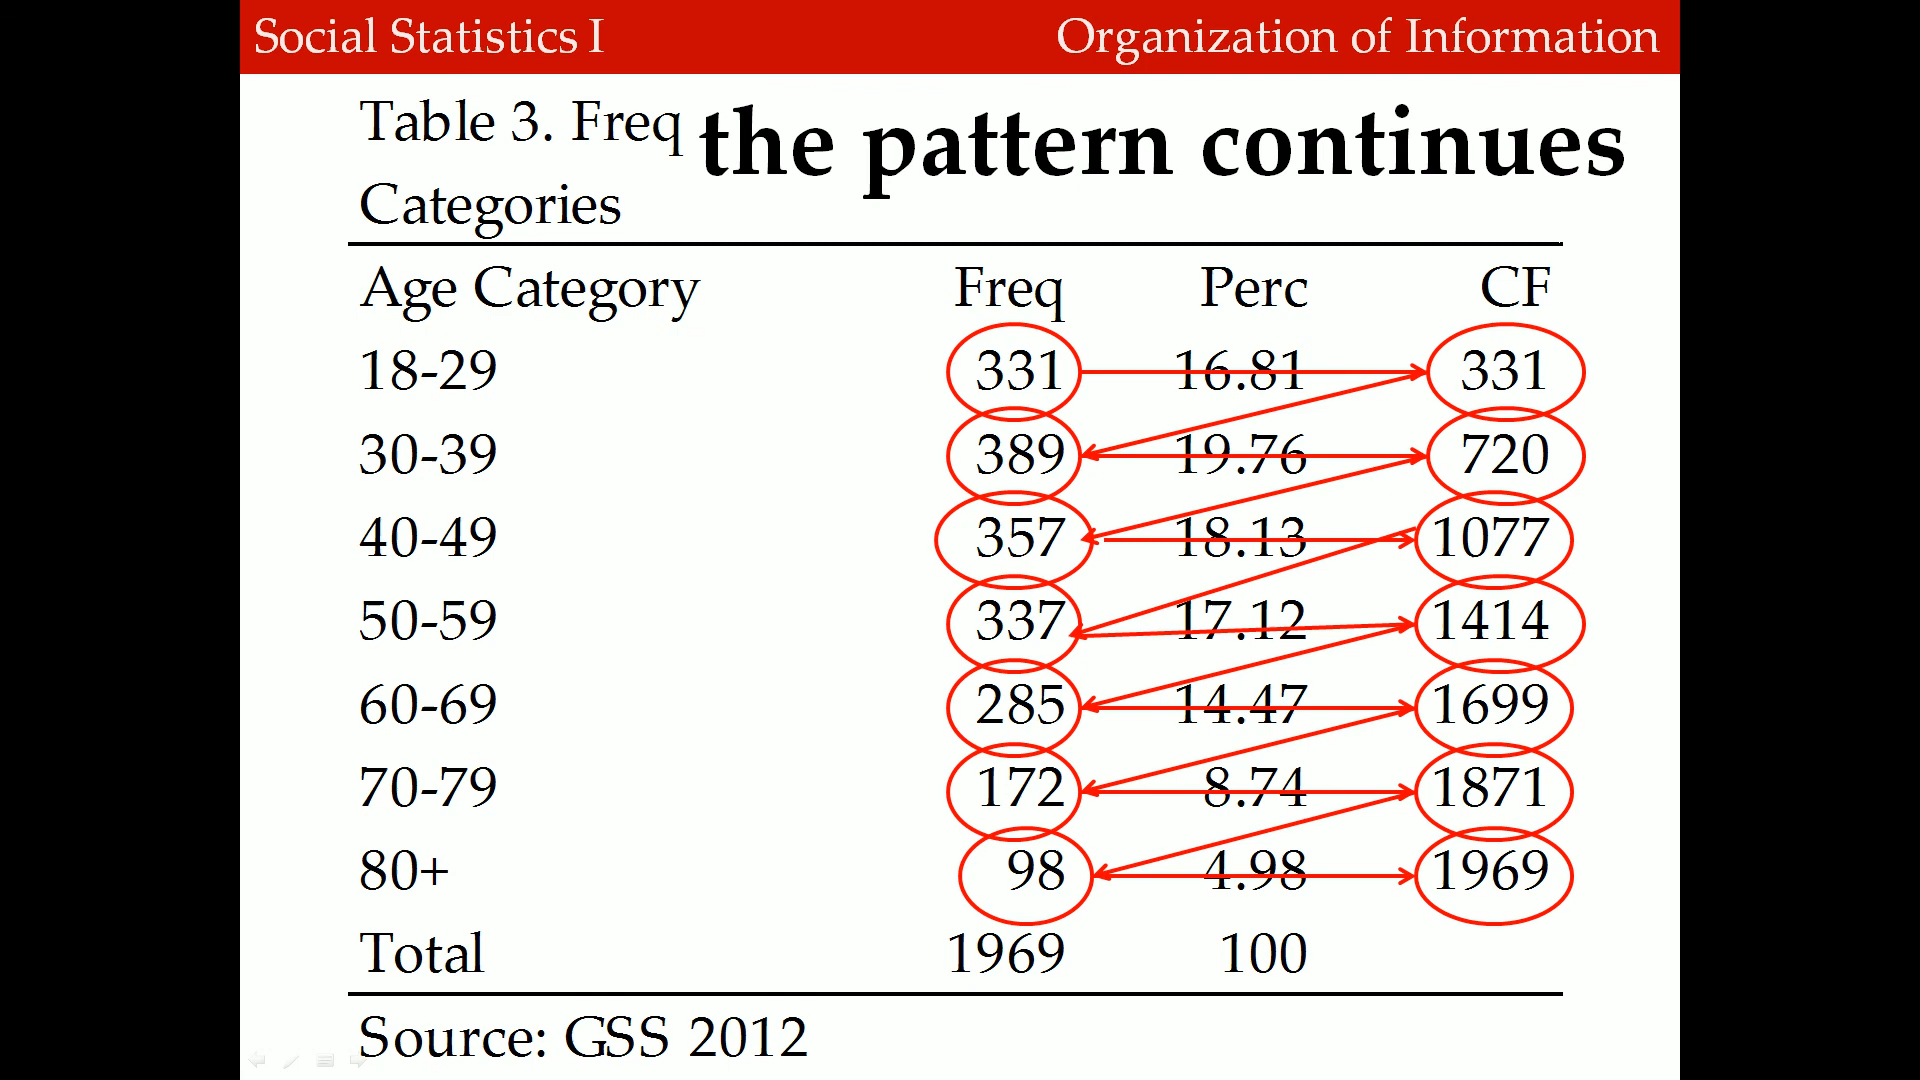 Social Statistics I Organization of Information
Table 3. Freq the pattern continues
Categories
Age Category Freq Perc CF
18-29 331 16.81 331
30-39 389 19.76 720
40-49 357 18.13 1077
50-59 337 17.12 1414
60-69 285 14.47 1699
70-79 172 8.74 1871
80+ 98 4.98 1969
Total 1969 100
Source: GSS 2012